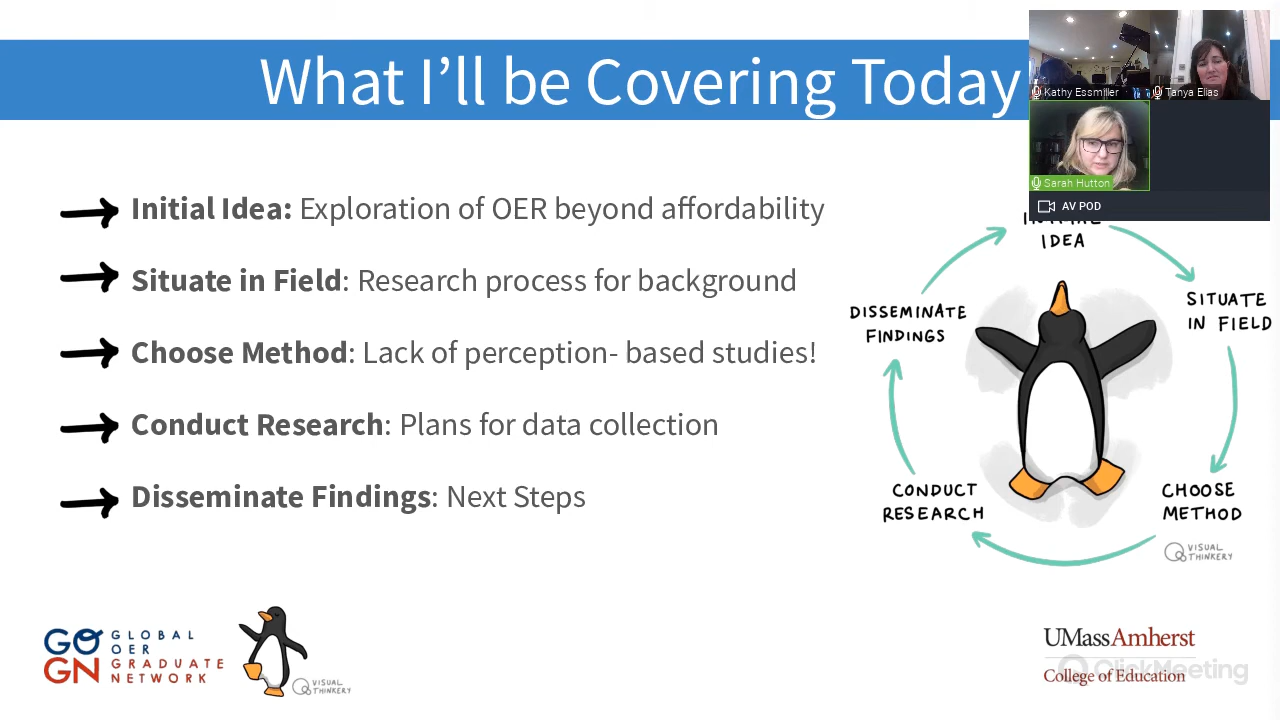 What I'll be Covering Today
Kathy Essmiller
Tanya Elias
Sarah Hutton
AV POD
Initial Idea: Exploration of OER beyond affordability
Situate in Field: Research process for background
Choose Method: Lack of perception- based studies!
Conduct Research: Plans for data collection
Disseminate Findings: Next Steps
IDEA
SITUATE
IN FIELD
CHOOSE
METHOD
CONDUCT
RESEARCH
DISSEMINATE
FINDINGS
VISUAL
THINKERY
GO GLOBAL
OER
GN GRADUATE
NETWORK
VISUAL
THINKERY
UMassAmherst
College of Education
ClickMeeting